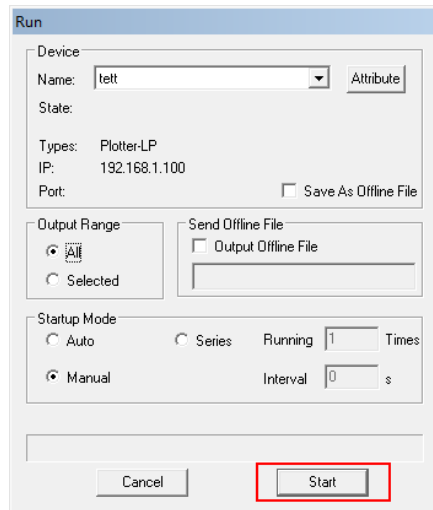 Run
Device
Name: tett Attribute
State:
Types: Plotter-LP
IP: 192.168.1.100
Port: Save As Offline File
Output Range
All
Selected
Send Offline File
Output Offline File
Startup Mode
Auto Series Running 1 Times
Manual Interval 0 s
Cancel Start